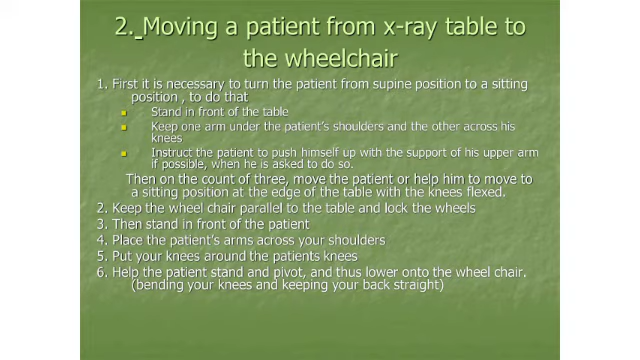 2. Moving a patient from x-ray table to
the wheelchair
1. First it is necessary to turn the patient from supine position to a sitting
position , to do that
Stand in front of the table
Keep one arm under the patient's shoulders and the other across his
knees
Instruct the patient to push himself up with the support of his upper arm
if possible, when he is asked to do so.
Then on the count of three, move the patient or help him to move to
a sitting position at the edge of the table with the knees flexed.
2. Keep the wheel chair parallel to the table and lock the wheels
3. Then stand in front of the patient
4. Place the patient's arms across your shoulders
5. Put your knees around the patients knees
6. Help the patient stand and pivot, and thus lower onto the wheel chair.
(bending your knees and keeping your back straight)